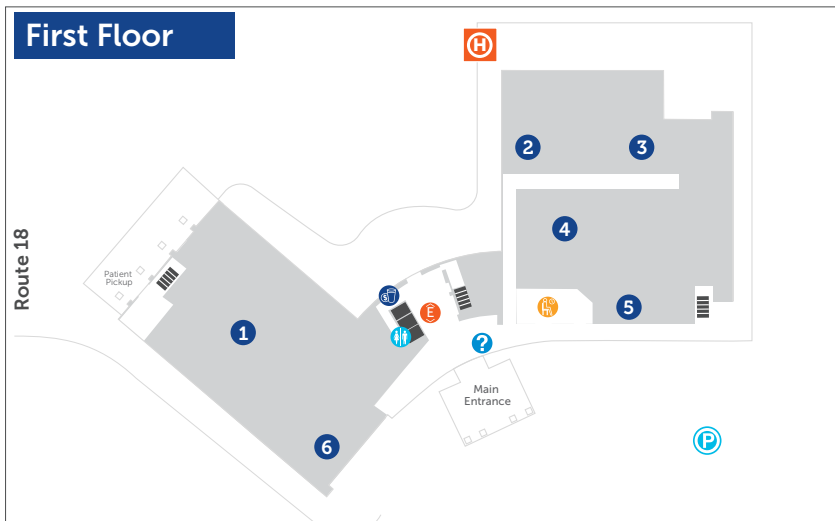 First Floor
H
2
3
4
Route 18
Patient
Pickup
$
E
5
1
?
Main
Entrance
6
P